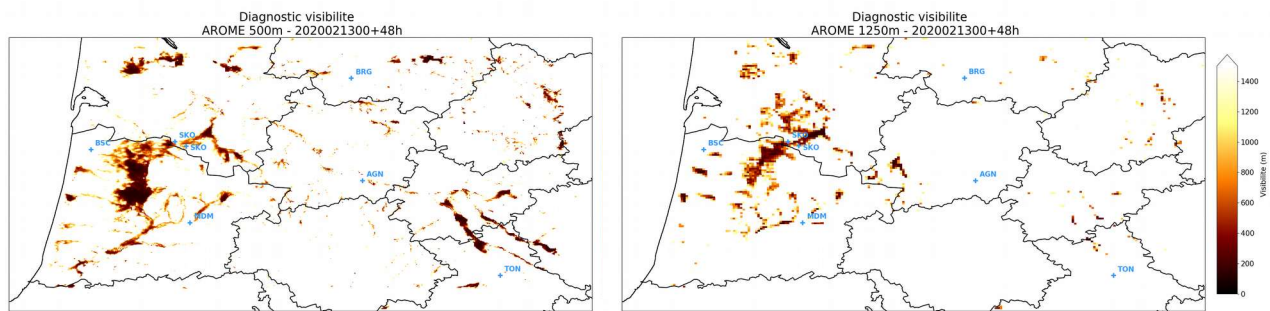 Diagnostic visibilite
AROME 500m - 2020021300+48h
BRG
SKO
SKO
BSC
AGN
MDM
TON
Diagnostic visibilite
AROME 1250m - 2020021300+48h
BRG
SKO
SKO
BSC
AGN
MDM
TON
1400
1200
1000
800
600
400
200
0
Visibilite (m)